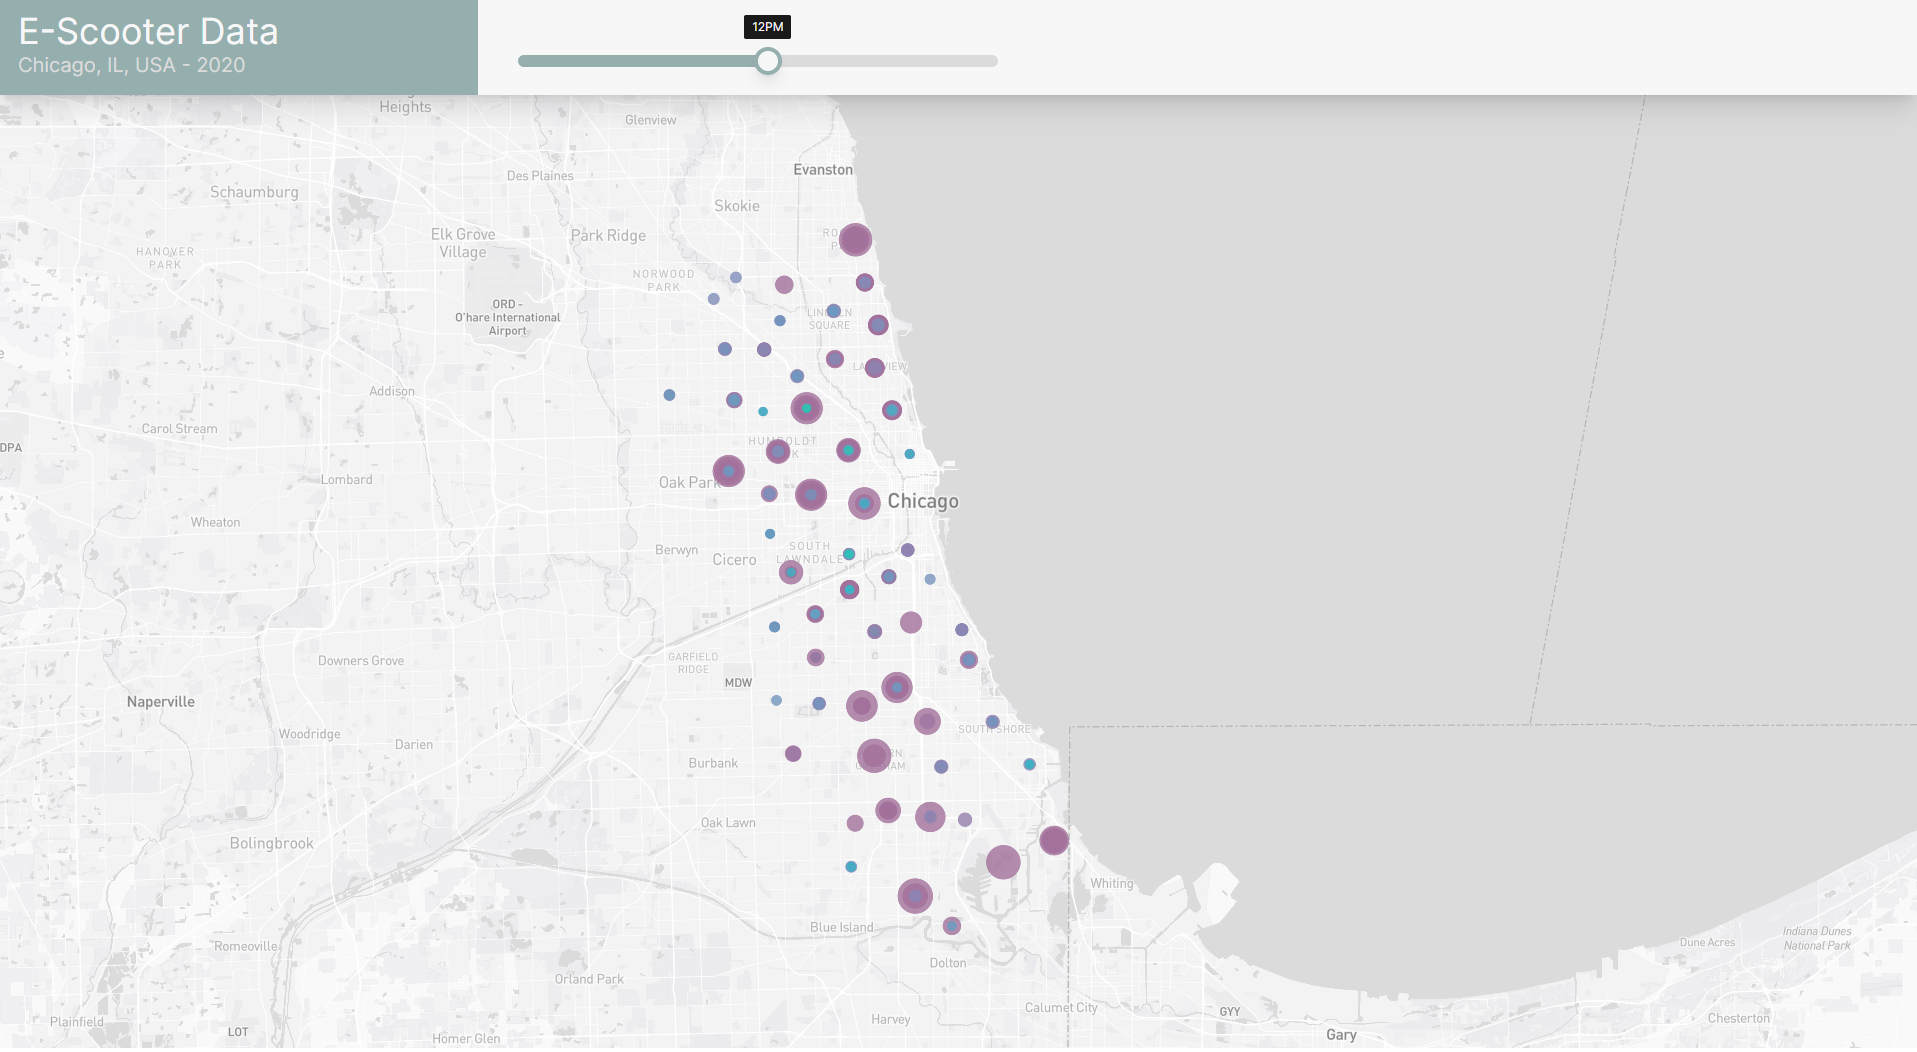 E-Scooter Data
Chicago, IL, USA - 2020
12PM
Heights
Glenview
Evanston
Des Plaines
Schaumburg
Skokie
Elk Grove
Village
Park Ridge
HANOVER
PARK
NORWOOD
PARK
ORD -
O'hare International
Airport
SQUARE
Addison
Carol Stream
DPA
Lombard
Oak Park
Chicago
Wheaton
Berwyn
Cicero
SOUTH
LAWNDALE
Downers Grove
GARFIELD
RIDGE
MDW
Naperville
Woodridge
Darien
SOUTH SHORE
Burbank
Oak Lawn
Bolingbrook
Whiting
Blue Island
Romeoville
Indiana Dunes
National Park
Dune Acres
Dolton
Orland Park
Calumet City
GYY
Plainfield
LOT
Harvey
Chesterton
Homer Glen
Gary